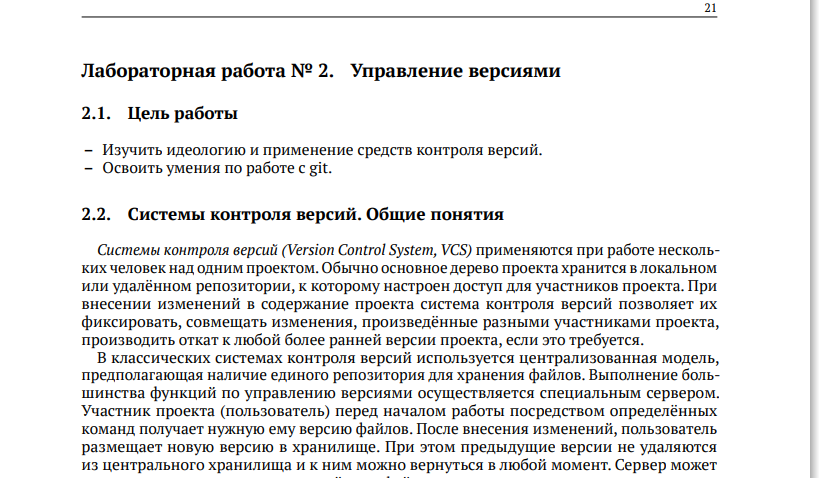 21
Лабораторная работа № 2. Управление версиями
2.1. Цель работы
– Изучить идеологию и применение средств контроля версий.
– Освоить умения по работе с git.
2.2. Системы контроля версий. Общие понятия
Системы контроля версий (Version Control System, VCS) применяются при работе несколь-
ких человек над одним проектом. Обычно основное дерево проекта хранится в локальном
или удалённом репозитории, к которому настроен доступ для участников проекта. При
внесении изменений в содержание проекта система контроля версий позволяет их
фиксировать, совмещать изменения, произведённые разными участниками проекта,
производить откат к любой более ранней версии проекта, если это требуется.
В классических системах контроля версий используется централизованная модель,
предполагающая наличие единого репозитория для хранения файлов. Выполнение боль-
шинства функций по управлению версиями осуществляется специальным сервером.
Участник проекта (пользователь) перед началом работы посредством определённых
команд получает нужную ему версию файлов. После внесения изменений, пользователь
размещает новую версию в хранилище. При этом предыдущие версии не удаляются
из центрального хранилища и к ним можно вернуться в любой момент. Сервер может